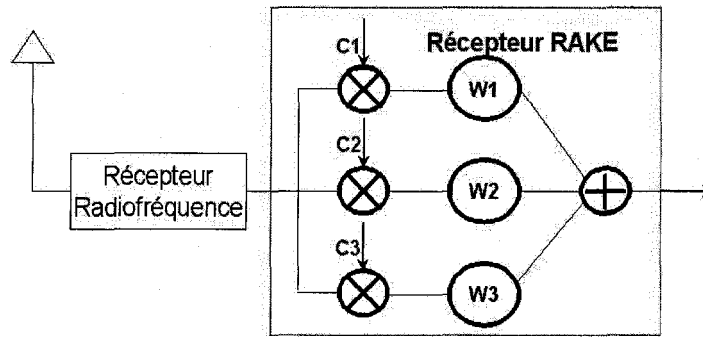 C1
Récepteur RAKE
W1
C2
Récepteur
Radiofréquence
W2
C3
W3